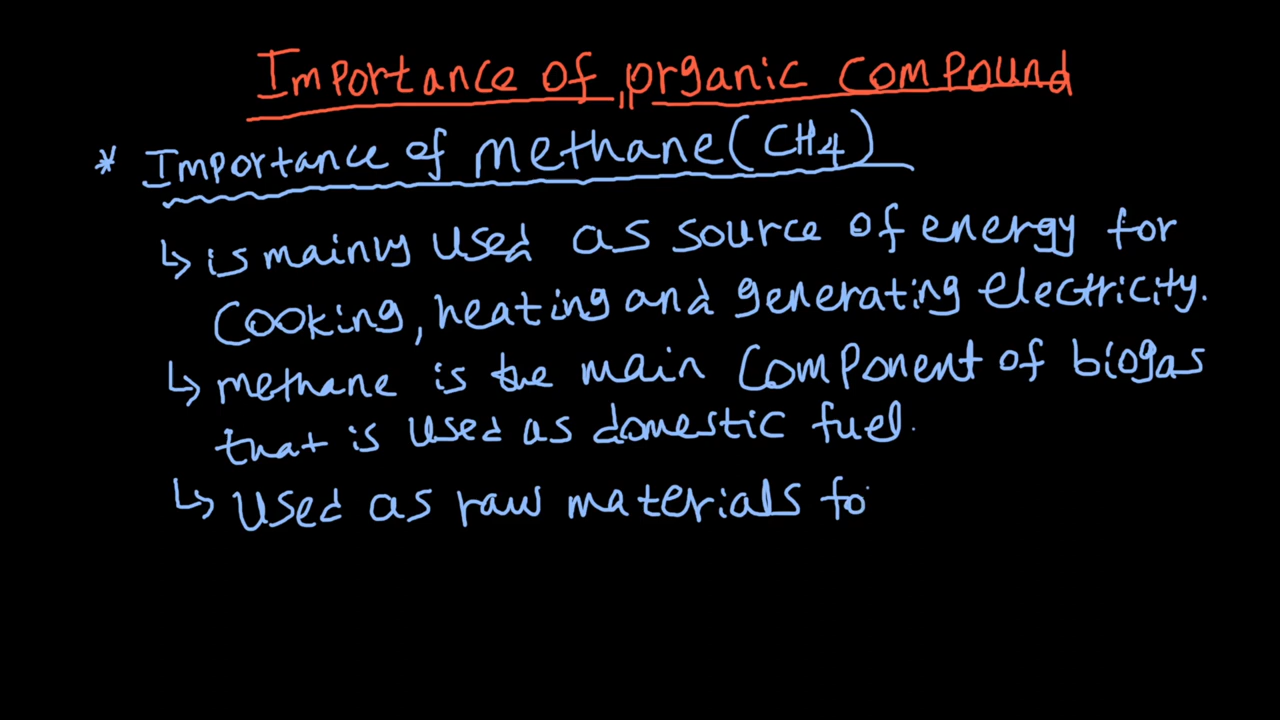 Importance of organic compound
* Importance of methane (CH4)
↳ is mainly used as source of energy for
cooking, heating and generating electricity.
↳ methane is the main component of biogas
that is used as domestic fuel.
↳ used as raw materials fo